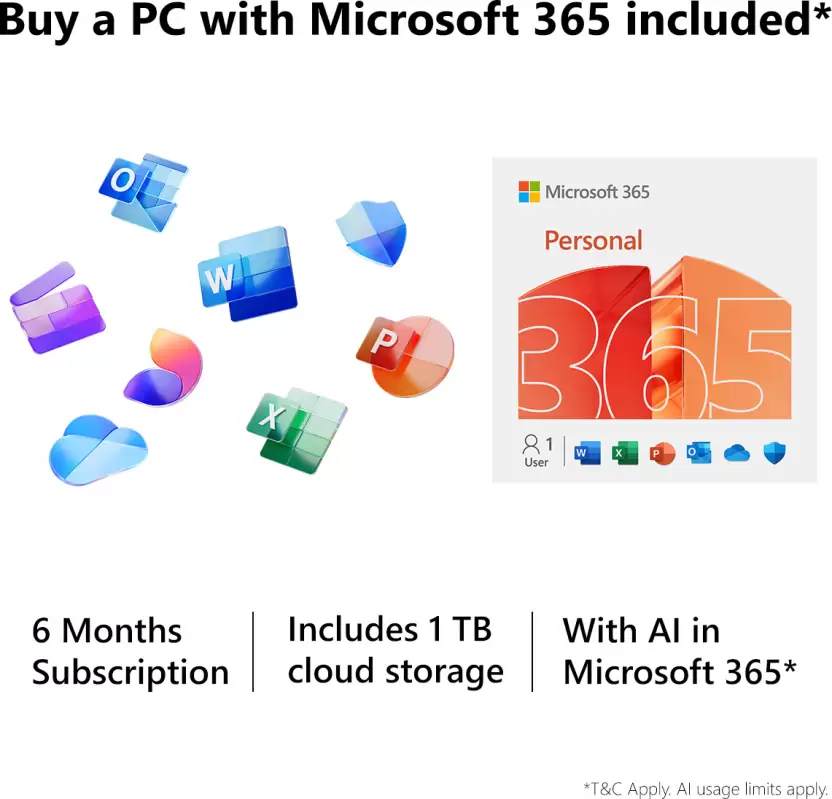 Buy a PC with Microsoft 365 included*
O
W
P
X
Microsoft 365
Personal
365
1
User
W
X
P
O
6 Months
Subscription
Includes 1 TB
cloud storage
With AI in
Microsoft 365*
*T&C Apply. AI usage limits apply.